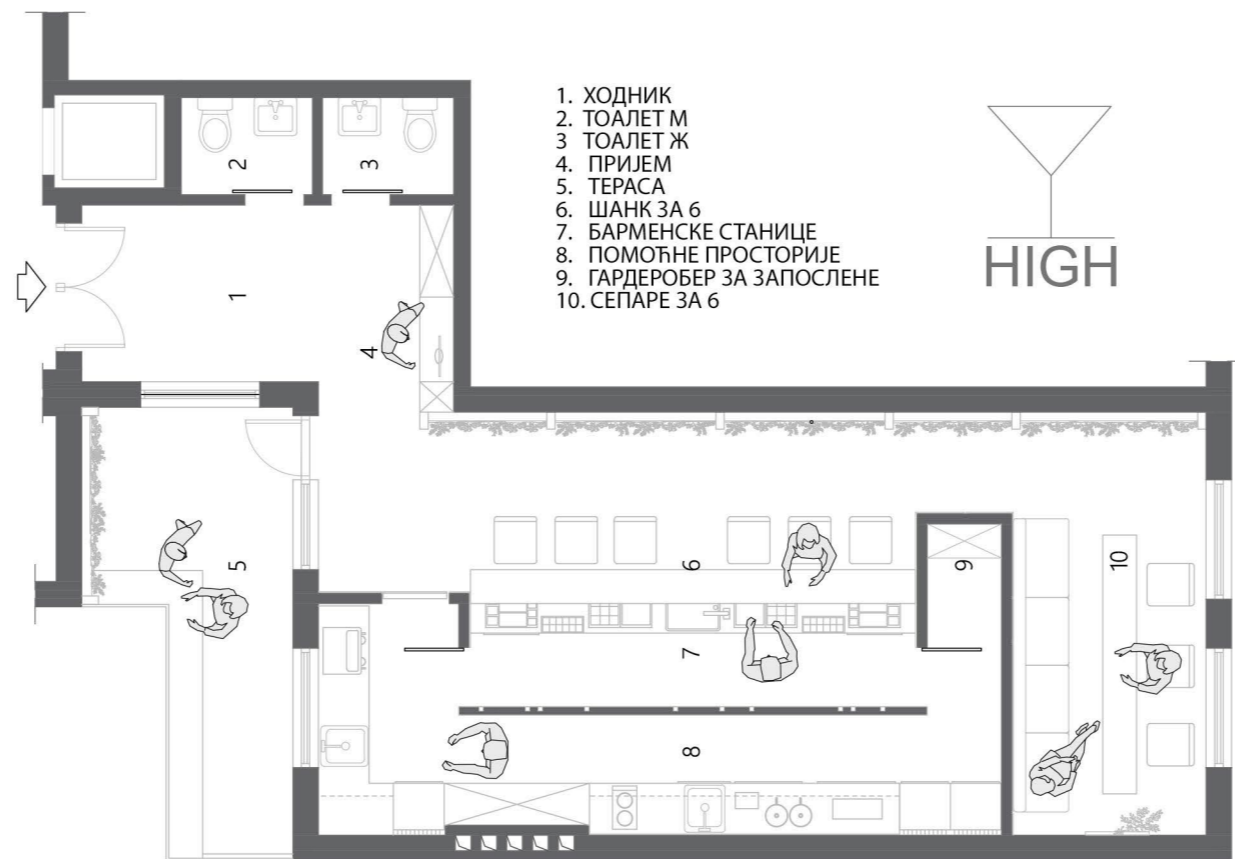 1. ХОДНИК
2. ТОАЛЕТ М
3 ТОАЛЕТ Ж
4. ПРИЈЕМ
5. ТЕРАСА
6. ШАНК ЗА 6
7. БАРМЕНСКЕ СТАНИЦЕ
8. ПОМОЋНЕ ПРОСТОРИЈЕ
9. ГАРДЕРОБЕР ЗА ЗАПОСЛЕНЕ
10. СЕПАРЕ ЗА 6
HIGH
2
3
1
4
5
6
9
10
7
8